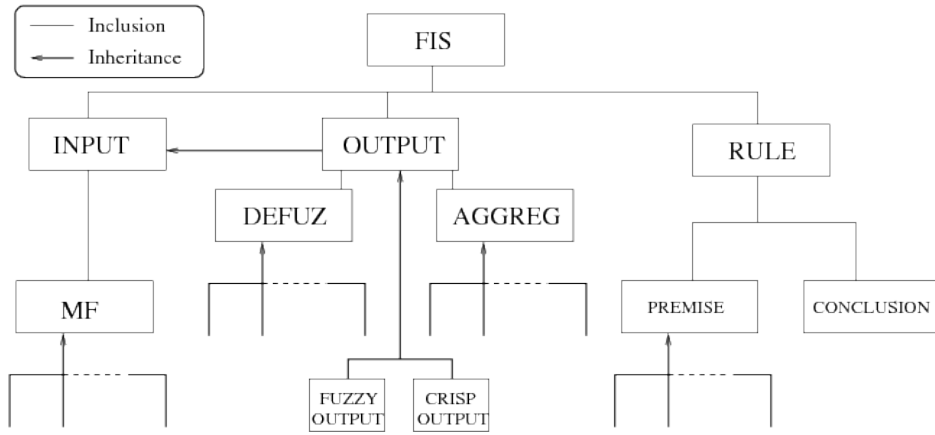 Inclusion
Inheritance
FIS
INPUT
OUTPUT
RULE
DEFUZ
AGGREG
MF
PREMISE
CONCLUSION
FUZZY
OUTPUT
CRISP
OUTPUT